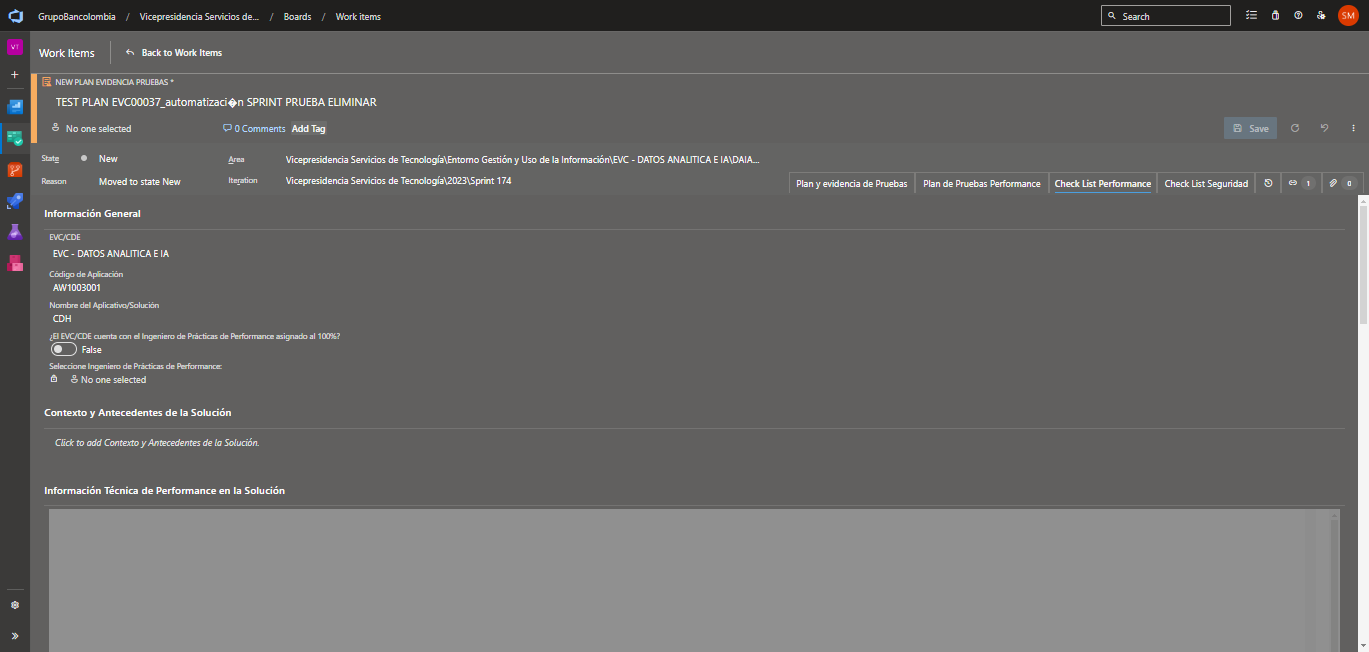 GrupoBancolombia / Vicepresidencia Servicios de... / Boards / Work items
Search
SM
VT
Work Items
Back to Work Items
NEW PLAN EVIDENCIA PRUEBAS *
TEST PLAN EVC00037_automatizaci�n SPRINT PRUEBA ELIMINAR
No one selected
0 Comments
Add Tag
Save
State
New
Area
Vicepresidencia Servicios de Tecnología\Entorno Gestión y Uso de la Información\EVC - DATOS ANALITICA E IA\DAIA...
Reason
Moved to state New
Iteration
Vicepresidencia Servicios de Tecnología\2023\Sprint 174
Plan y evidencia de Pruebas
Plan de Pruebas Performance
Check List Performance
Check List Seguridad
1
0
Información General
EVC/CDE
EVC - DATOS ANALITICA E IA
Código de Aplicación
AW1003001
Nombre del Aplicativo/Solución
CDH
¿El EVC/CDE cuenta con el Ingeniero de Prácticas de Performance asignado al 100%?
False
Seleccione Ingeniero de Prácticas de Performance:
No one selected
Contexto y Antecedentes de la Solución
Click to add Contexto y Antecedentes de la Solución.
Información Técnica de Performance en la Solución